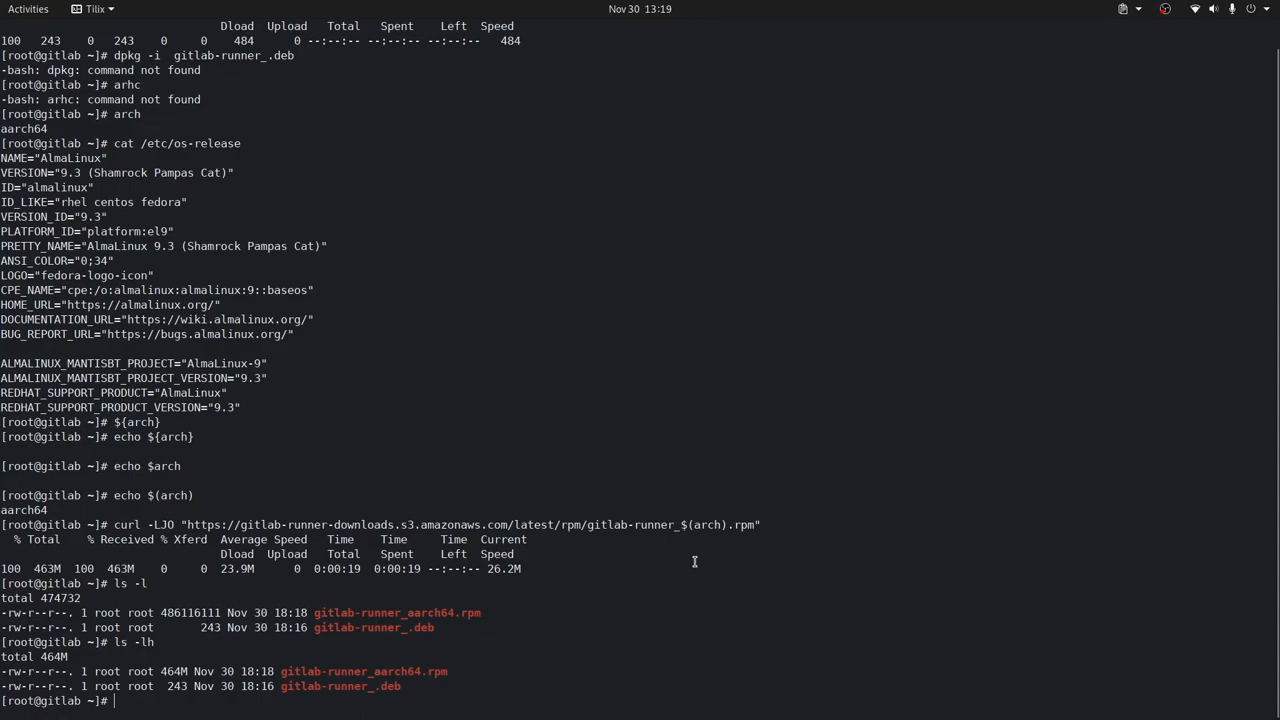 Activities Tilix Nov 30 13:19
Dload Upload Total Spent Left Speed
100 243 0 243 0 0 484 0 --:--:-- --:--:-- --:--:-- 484
[root@gitlab ~]# dpkg -i  gitlab-runner_.deb
-bash: dpkg: command not found
[root@gitlab ~]# arhc
-bash: arhc: command not found
[root@gitlab ~]# arch
aarch64
[root@gitlab ~]# cat /etc/os-release
NAME="AlmaLinux"
VERSION="9.3 (Shamrock Pampas Cat)"
ID="almalinux"
ID_LIKE="rhel centos fedora"
VERSION_ID="9.3"
PLATFORM_ID="platform:el9"
PRETTY_NAME="AlmaLinux 9.3 (Shamrock Pampas Cat)"
ANSI_COLOR="0;34"
LOGO="fedora-logo-icon"
CPE_NAME="cpe:/o:almalinux:almalinux:9::baseos"
HOME_URL="https://almalinux.org/"
DOCUMENTATION_URL="https://wiki.almalinux.org/"
BUG_REPORT_URL="https://bugs.almalinux.org/"
ALMALINUX_MANTISBT_PROJECT="AlmaLinux-9"
ALMALINUX_MANTISBT_PROJECT_VERSION="9.3"
REDHAT_SUPPORT_PRODUCT="AlmaLinux"
REDHAT_SUPPORT_PRODUCT_VERSION="9.3"
[root@gitlab ~]# ${arch}
[root@gitlab ~]# echo ${arch}
[root@gitlab ~]# echo $arch
[root@gitlab ~]# echo $(arch)
aarch64
[root@gitlab ~]# curl -LJO "https://gitlab-runner-downloads.s3.amazonaws.com/latest/rpm/gitlab-runner_$(arch).rpm"
% Total % Received % Xferd Average Speed Time Time Time Current
Dload Upload Total Spent Left Speed
100 463M 100 463M 0 0 23.9M 0 0:00:19 0:00:19 --:--:-- 26.2M
[root@gitlab ~]# ls -l
total 474732
-rw-r--r--. 1 root root 486116111 Nov 30 18:18 gitlab-runner_aarch64.rpm
-rw-r--r--. 1 root root 243 Nov 30 18:16 gitlab-runner_.deb
[root@gitlab ~]# ls -lh
total 464M
-rw-r--r--. 1 root root 464M Nov 30 18:18 gitlab-runner_aarch64.rpm
-rw-r--r--. 1 root root 243 Nov 30 18:16 gitlab-runner_.deb
[root@gitlab ~]#